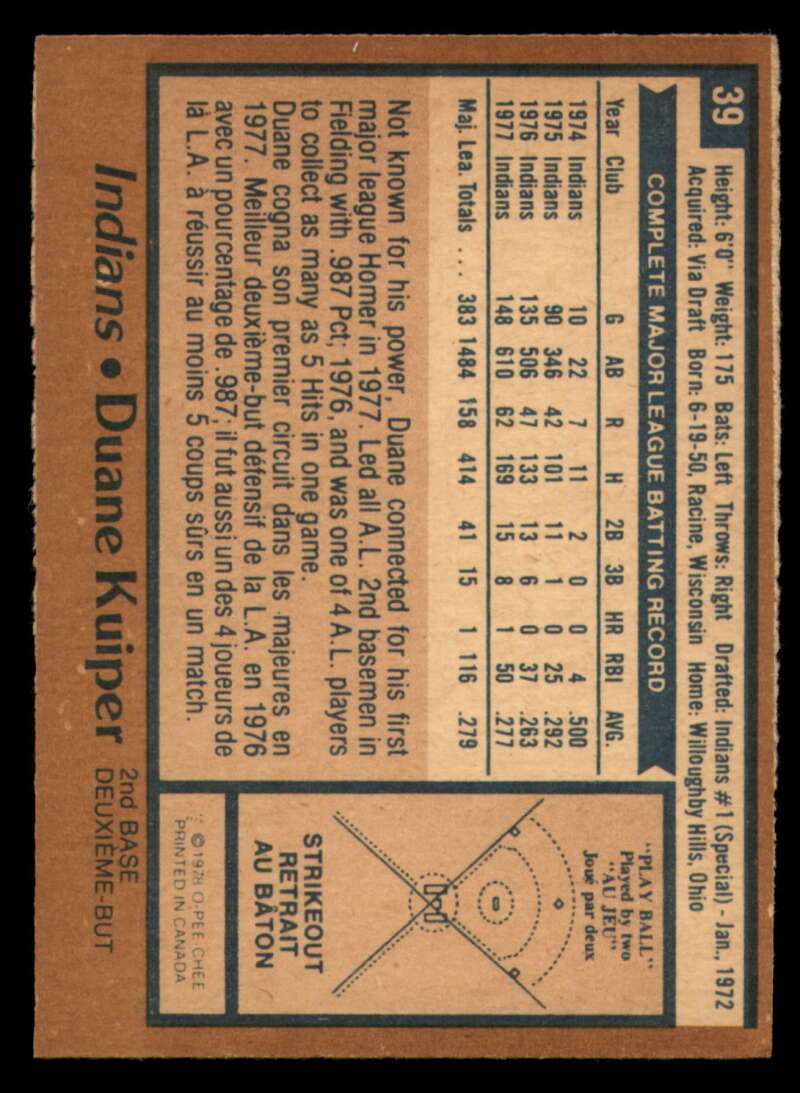 39
Height: 6'0" Weight: 175 Bats: Left Throws: Right Drafted: Indians #1 (Special) - Jan., 1972
Acquired: Via Draft Born: 6-19-50, Racine, Wisconsin Home: Willoughby Hills, Ohio
COMPLETE MAJOR LEAGUE BATTING RECORD
Year Club G AB R H 2B 3B HR RBI AVG.
1974 Indians 10 22 7 11 2 0 0 4 .500
1975 Indians 90 346 42 101 11 1 0 25 .292
1976 Indians 135 506 47 133 13 6 0 37 .263
1977 Indians 148 610 62 169 15 8 1 50 .277
Maj. Lea. Totals ... 383 1484 158 414 41 15 1 116 .279
Not known for his power, Duane connected for his first
major league Homer in 1977. Led all A.L. 2nd basemen in
Fielding with .987 Pct; 1976, and was one of 4 A.L. players
to collect as many as 5 Hits in one game.
Duane cogna son premier circuit dans les majeures en
1977. Meilleur deuxième-but défensif de la L.A. en 1976
avec un pourcentage de .987; il fut aussi un des 4 joueurs de
la L.A. à réussir au moins 5 coups sûrs en un match.
"PLAY BALL"
Played by two
"AU JEU"
Joué par deux
STRIKEOUT
RETRAIT
AU BÂTON
© 1978 O-PEE-CHEE
PRINTED IN CANADA
Indians • Duane Kuiper
2nd BASE
DEUXIÈME-BUT